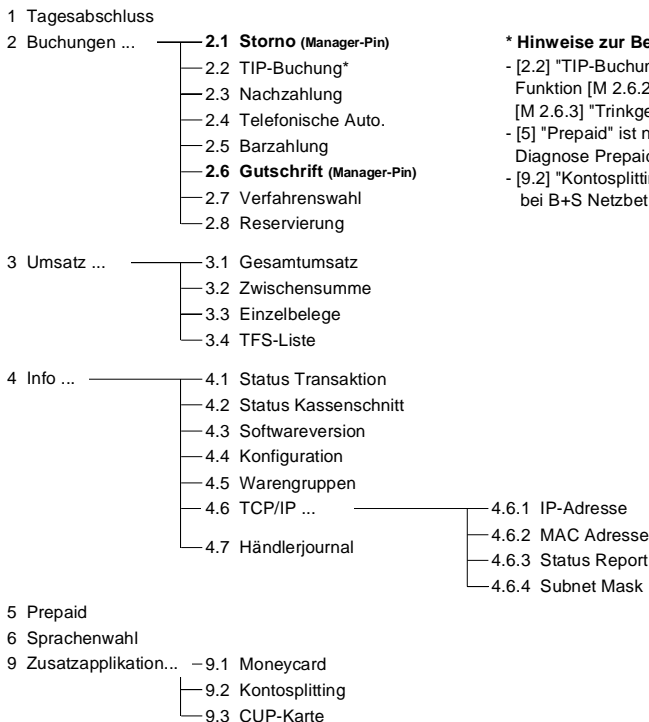 1 Tagesabschluss
2 Buchungen ...
2.1 Storno (Manager-Pin)
2.2 TIP-Buchung*
2.3 Nachzahlung
2.4 Telefonische Auto.
2.5 Barzahlung
2.6 Gutschrift (Manager-Pin)
2.7 Verfahrenswahl
2.8 Reservierung
* Hinweise zur Be
- [2.2] "TIP-Buchun
Funktion [M 2.6.2
[M 2.6.3] "Trinkge
- [5] "Prepaid" ist n
Diagnose Prepaid
- [9.2] "Kontosplittin
bei B+S Netzbet
3 Umsatz ...
3.1 Gesamtumsatz
3.2 Zwischensumme
3.3 Einzelbelege
3.4 TFS-Liste
4 Info ...
4.1 Status Transaktion
4.2 Status Kassenschnitt
4.3 Softwareversion
4.4 Konfiguration
4.5 Warengruppen
4.6 TCP/IP ...
4.7 Händlerjournal
4.6.1 IP-Adresse
4.6.2 MAC Adresse
4.6.3 Status Report
4.6.4 Subnet Mask
5 Prepaid
6 Sprachenwahl
9 Zusatzapplikation...
9.1 Moneycard
9.2 Kontosplitting
9.3 CUP-Karte